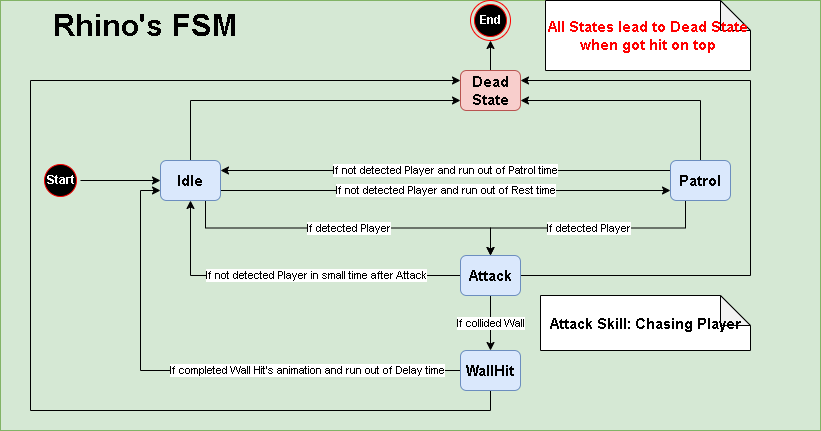 Rhino's FSM
End
All States lead to Dead State
when got hit on top
Dead
State
Start
Idle
If not detected Player and run out of Patrol time
If not detected Player and run out of Rest time
Patrol
If detected Player
If detected Player
If not detected Player in small time after Attack
Attack
If collided Wall
Attack Skill: Chasing Player
If completed Wall Hit's animation and run out of Delay time
WallHit